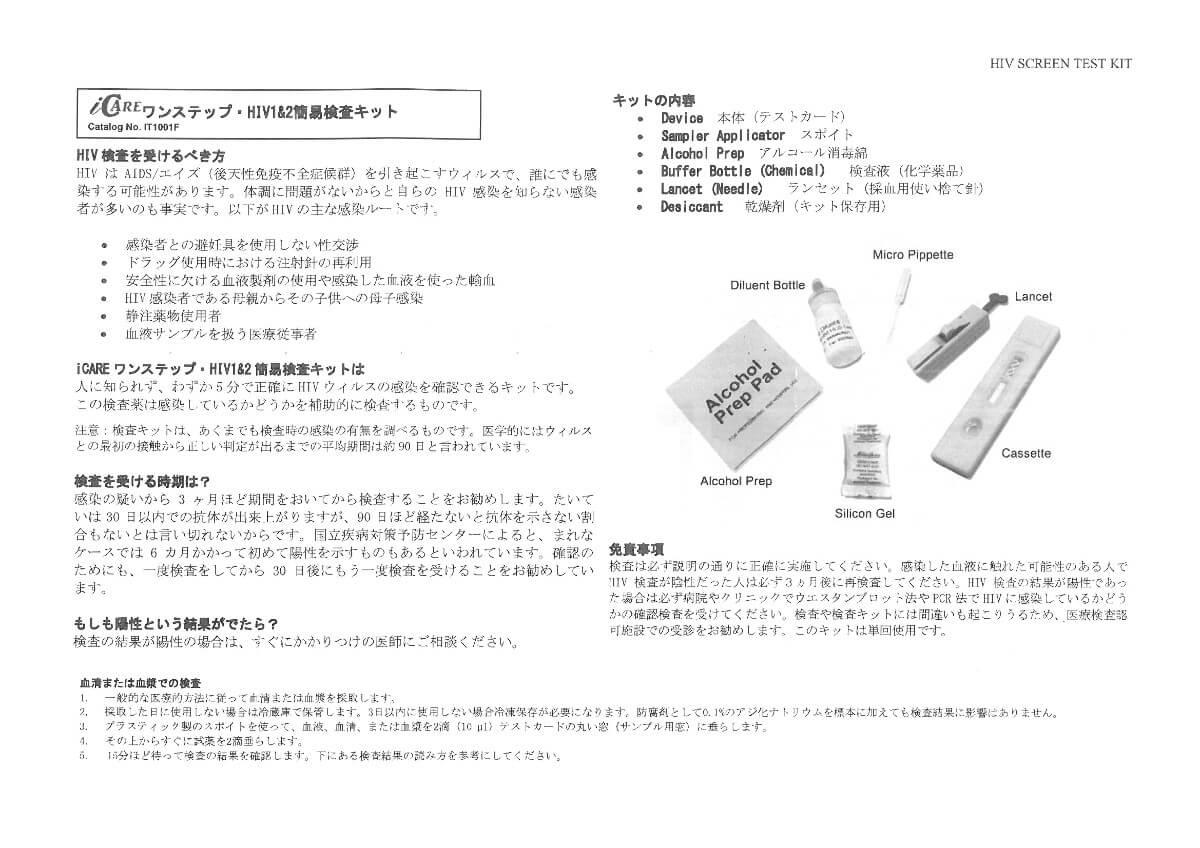 HIV SCREEN TEST KIT
iCAREワンステップ・HIV1&2簡易検査キット
Catalog No. IT1001F
HIV 検査を受けるべき方
HIV は AIDS/エイズ（後天性免疫不全症候群）を引き起こすウィルスで、誰にでも感
染する可能性があります。体調に問題がないからと自らの HIV 感染を知らない感染
者が多いのも事実です。以下が HIV の主な感染ルートです。
• 感染者との避妊具を使用しない性交渉
• ドラッグ使用時における注射針の再利用
• 安全性に欠ける血液製剤の使用や感染した血液を使った輸血
• HIV 感染者である母親からその子供への母子感染
• 静注薬物使用者
• 血液サンプルを扱う医療従事者
iCARE ワンステップ・HIV1&2 簡易検査キットは
人に知られず、わずか 5 分で正確に HIV ウィルスの感染を確認できるキットです。
この検査薬は感染しているかどうかを補助的に検査するものです。
注意：検査キットは、あくまでも検査時の感染の有無を調べるものです。医学的にはウィルス
との最初の接触から正しい判定が出るまでの平均期間は約 90 日と言われています。
検査を受ける時期は？
感染の疑いから 3 ヶ月ほど期間をおいてから検査することをお勧めします。たいて
いは 30 日以内での抗体が出来上がりますが、90 日ほど経たないと抗体を示さない割
合もないとは言い切れないからです。国立疾病対策予防センターによると、まれな
ケースでは 6 カ月かかって初めて陽性を示すものもあるといわれています。確認の
ためにも、一度検査をしてから 30 日後にもう一度検査を受けることをお勧めしてい
ます。
もしも陽性という結果がでたら？
検査の結果が陽性の場合は、すぐにかかりつけの医師にご相談ください。
キットの内容
• Device 本体（テストカード）
• Sampler Applicator スポイト
• Alcohol Prep アルコール消毒綿
• Buffer Bottle (Chemical) 検査液（化学薬品）
• Lancet (Needle) ランセット（採血用使い捨て針）
• Desiccant 乾燥剤（キット保存用）
Micro Pippette
Diluent Bottle
Lancet
Alcohol
Prep Pad
Cassette
Alcohol Prep
Silicon Gel
免責事項
検査は必ず説明の通りに正確に実施してください。感染した血液に触れた可能性のある人で
HIV 検査が陰性だった人は必ず 3 ヵ月後に再検査してください。HIV 検査の結果が陽性であっ
た場合は必ず病院やクリニックでウエスタンブロット法や PCR 法で HIV に感染しているかどう
かの確認検査を受けてください。検査や検査キットには間違いも起こりうるため、医療検査認
可施設での受診をお勧めします。このキットは単回使用です。
血清または血漿での検査
1. 一般的な医療的方法に従って血清または血漿を採取します。
2. 採取した日に使用しない場合は冷蔵庫で保管します。3日以内に使用しない場合冷凍保存が必要になります。防腐剤として0.1%のアジ化ナトリウムを標本に加えても検査結果に影響はありません。
3. プラスティック製のスポイトを使って、血液、血清、または血漿を2滴（10 μl）テストカードの丸い窓（サンプル用窓）に垂らします。
4. その上からすぐに試薬を2滴垂らします。
5. 15分ほど待って検査の結果を確認します。下にある検査結果の読み方を参考にしてください。